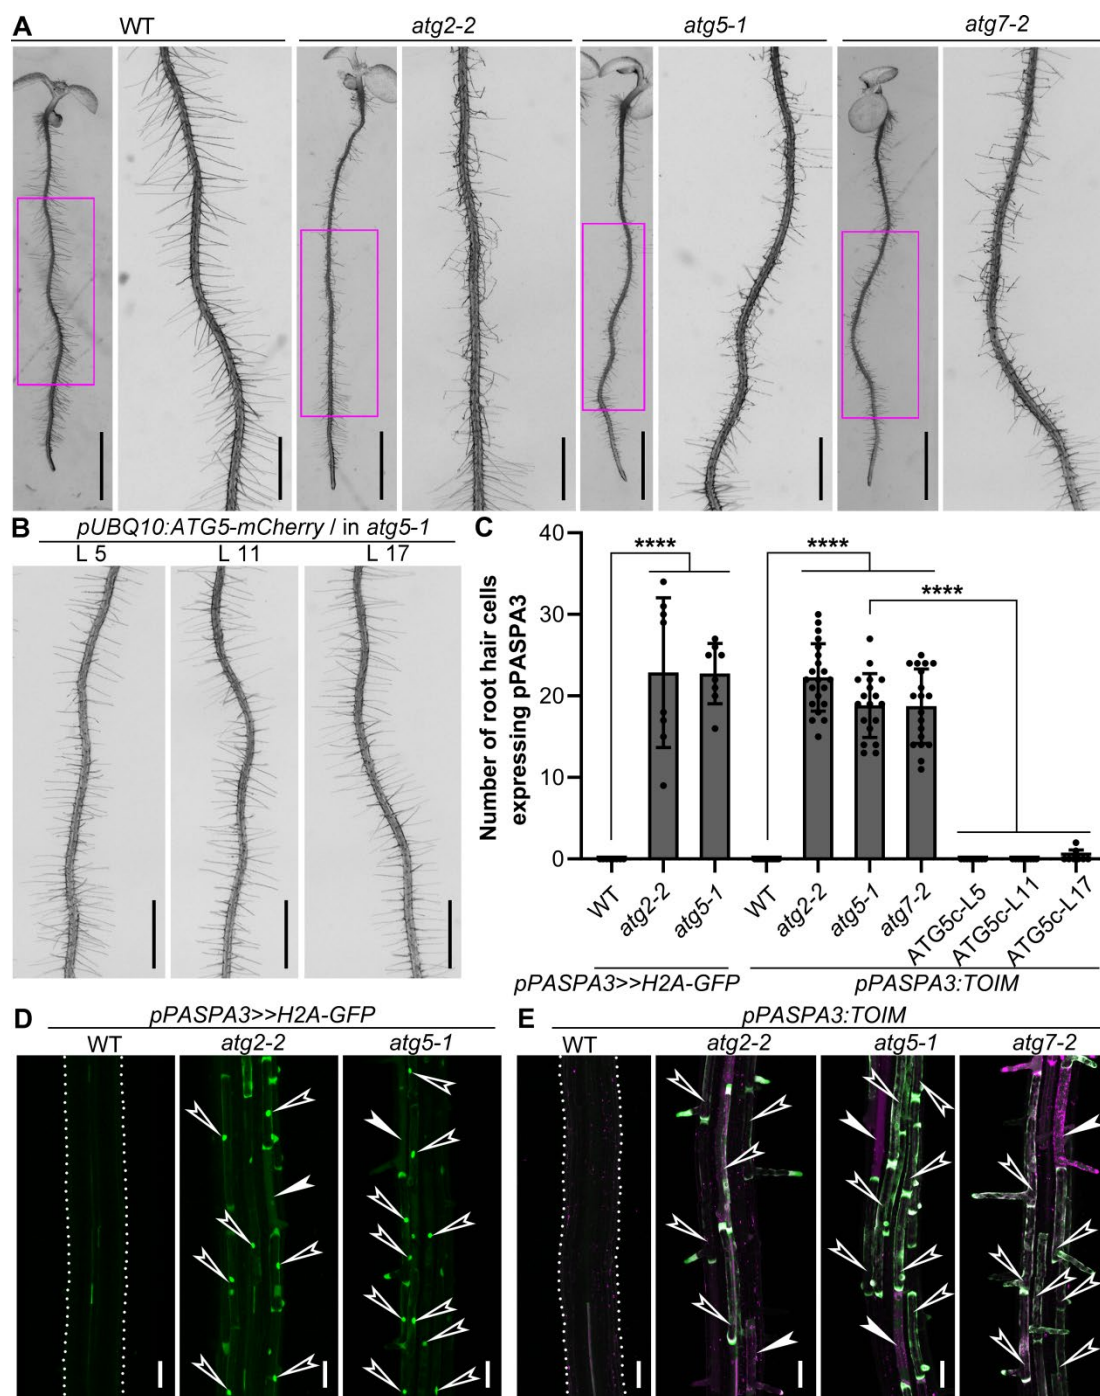 A
WT atg2-2 atg5-1 atg7-2
B
pUBQ10:ATG5-mCherry / in atg5-1
L 5 L 11 L 17
C
Number of root hair cells
expressing pPASPA3
40
30
20
10
0
**** **** ****
WT atg2-2 atg5-1 WT atg2-2 atg5-1 atg7-2 ATG5c-L5 ATG5c-L11 ATG5c-L17
pPASPA3>>H2A-GFP pPASPA3:TOIM
D
pPASPA3>>H2A-GFP
WT atg2-2 atg5-1
E
pPASPA3:TOIM
WT atg2-2 atg5-1 atg7-2